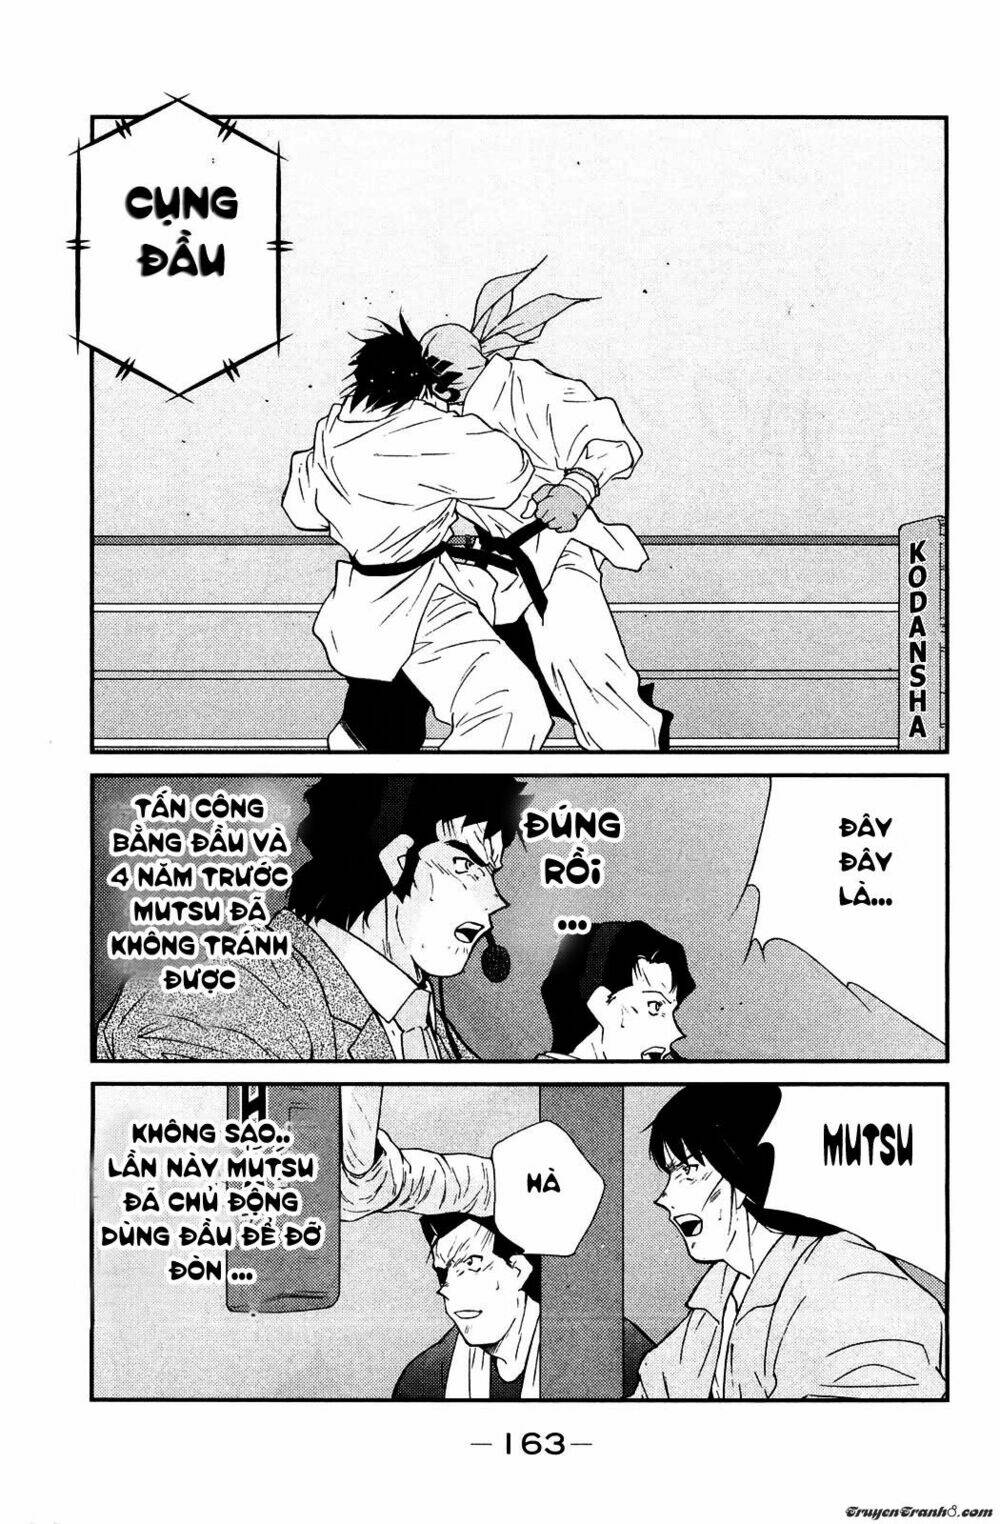 CỤNG
ĐẦU
KODANSHA
ĐÂY
ĐÂY
LÀ...
ĐÚNG
RỒI
...
TẤN CÔNG
BẰNG ĐẦU VÀ
4 NĂM TRƯỚC
MUTSU ĐÃ
KHÔNG TRÁNH
ĐƯỢC
MUTSU
HÀ
KHÔNG SAO..
LẦN NÀY MUTSU
ĐÃ CHỦ ĐỘNG
DÙNG ĐẦU ĐỂ ĐỠ
ĐÒN ...
—163—
TruyenTranh8.com